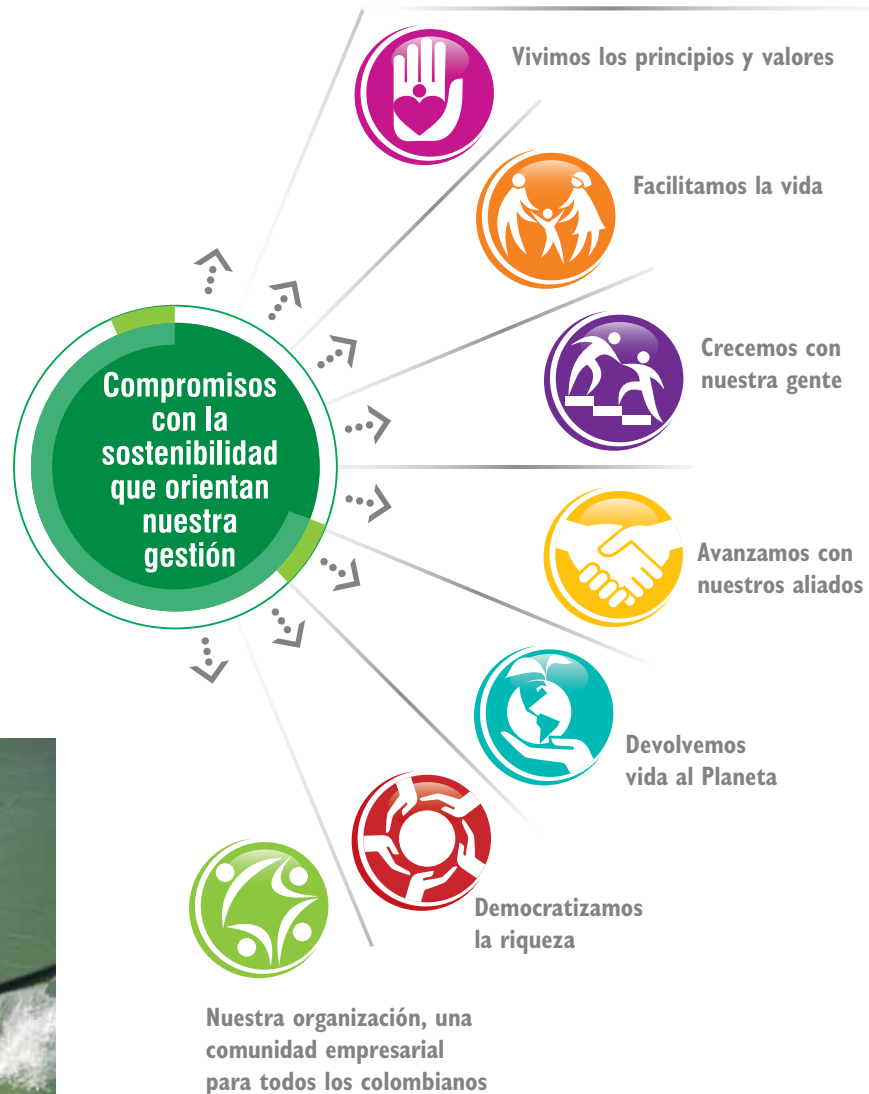 Vivimos los principios y valores
Facilitamos la vida
Crecemos con
nuestra gente
Compromisos
con la
sostenibilidad
que orientan
nuestra
gestión
Avanzamos con
nuestros aliados
Devolvemos
vida al Planeta
Democratizamos
la riqueza
Nuestra organización, una
comunidad empresarial
para todos los colombianos